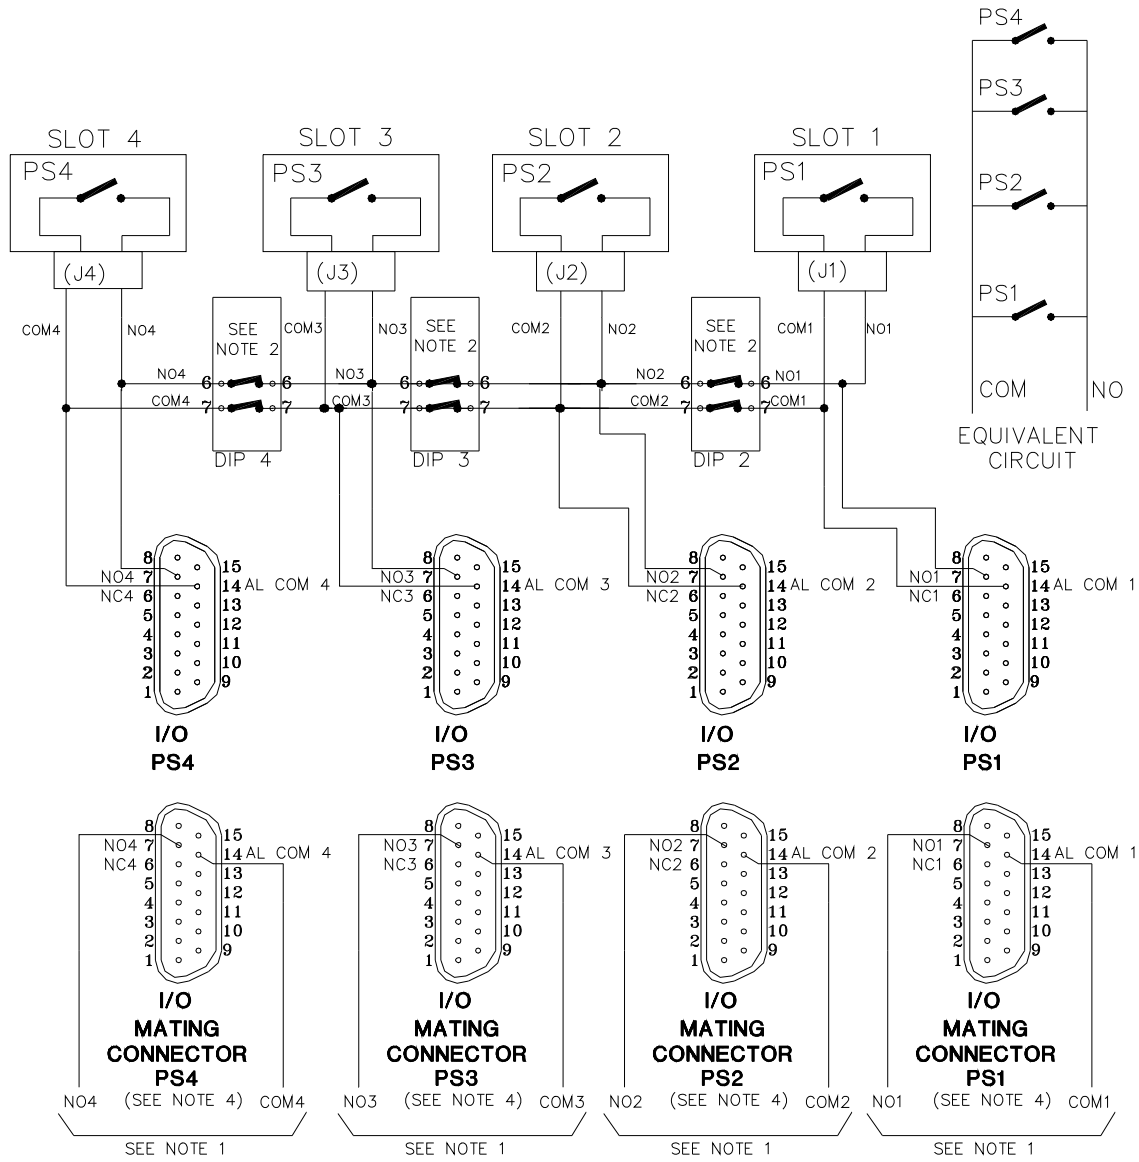 PS4
PS3
PS2
PS1
COM
NO
EQUIVALENT
CIRCUIT
SLOT 4
SLOT 3
SLOT 2
SLOT 1
PS4
PS3
PS2
PS1
(J4)
(J3)
(J2)
(J1)
COM4
NO4
COM3
NO3
COM2
NO2
COM1
NO1
SEE
NOTE 2
SEE
NOTE 2
SEE
NOTE 2
NO4
6
6
NO3
6
6
NO2
6
6
NO1
COM4
7
7
COM3
7
7
COM2
7
7
COM1
DIP 4
DIP 3
DIP 2
8
NO4 7
NC4 6
5
4
3
2
1
15
14 AL COM 4
13
12
11
10
9
I/O
PS4
8
NO3 7
NC3 6
5
4
3
2
1
15
14 AL COM 3
13
12
11
10
9
I/O
PS3
8
NO2 7
NC2 6
5
4
3
2
1
15
14 AL COM 2
13
12
11
10
9
I/O
PS2
8
NO1 7
NC1 6
5
4
3
2
1
15
14 AL COM 1
13
12
11
10
9
I/O
PS1
8
NO4 7
NC4 6
5
4
3
2
1
15
14 AL COM 4
13
12
11
10
9
I/O
MATING
CONNECTOR
PS4
NO4 (SEE NOTE 4) COM4
SEE NOTE 1
8
NO3 7
NC3 6
5
4
3
2
1
15
14 AL COM 3
13
12
11
10
9
I/O
MATING
CONNECTOR
PS3
NO3 (SEE NOTE 4) COM3
SEE NOTE 1
8
NO2 7
NC2 6
5
4
3
2
1
15
14 AL COM 2
13
12
11
10
9
I/O
MATING
CONNECTOR
PS2
NO2 (SEE NOTE 4) COM2
SEE NOTE 1
8
NO1 7
NC1 6
5
4
3
2
1
15
14 AL COM 1
13
12
11
10
9
I/O
MATING
CONNECTOR
PS1
NO1 (SEE NOTE 4) COM1
SEE NOTE 1